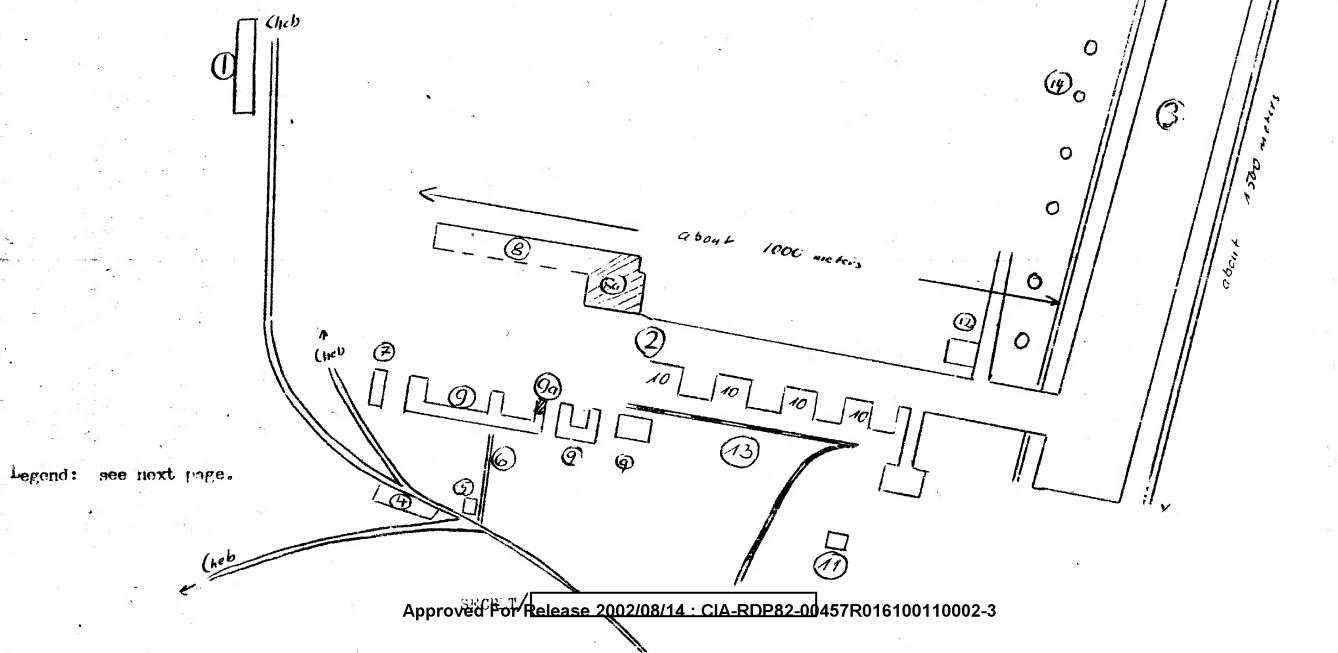 Cheb
1
14
3
about 1500 meters
about 1000 meters
8
8a
12
2
Cheb
7
10
10
10
10
9
9a
13
6
9
9
Legend: see next page.
5
4
Cheb
11
SECRET/
Approved For Release 2002/08/14 : CIA-RDP82-00457R016100110002-3